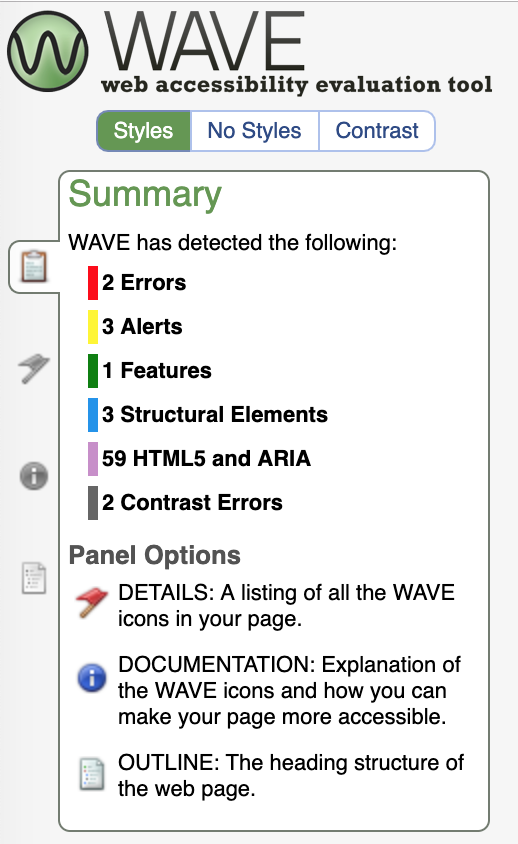 WAVE
web accessibility evaluation tool
Styles No Styles Contrast
Summary
WAVE has detected the following:
2 Errors
3 Alerts
1 Features
3 Structural Elements
59 HTML5 and ARIA
2 Contrast Errors
Panel Options
DETAILS: A listing of all the WAVE
icons in your page.
DOCUMENTATION: Explanation of
the WAVE icons and how you can
make your page more accessible.
OUTLINE: The heading structure of
the web page.